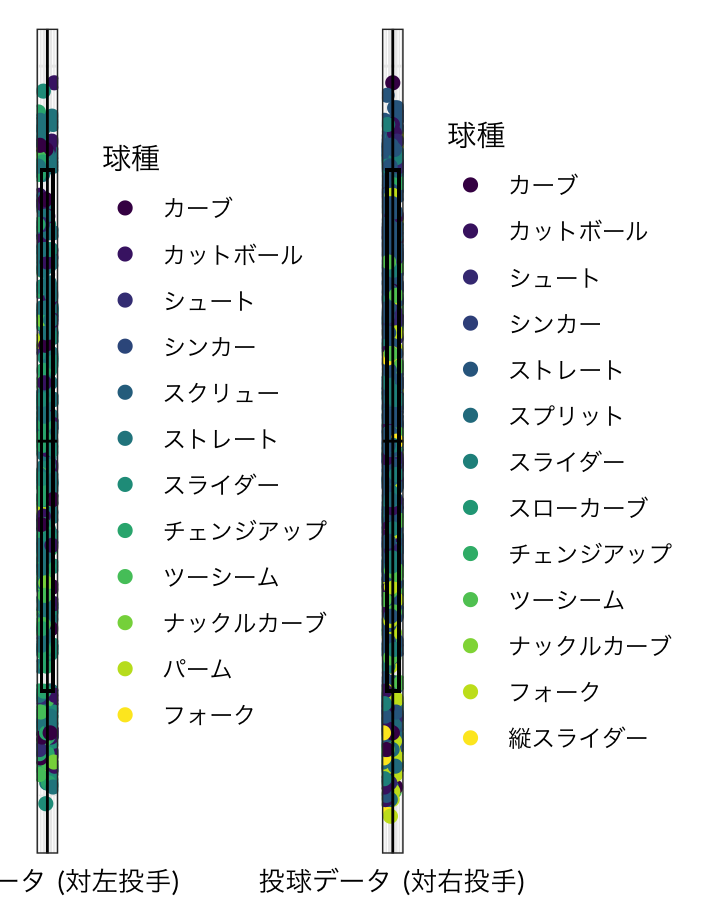 球種
カーブ
カットボール
シュート
シンカー
スクリュー
ストレート
スライダー
チェンジアップ
ツーシーム
ナックルカーブ
パーム
フォーク
ータ (対左投手)
球種
カーブ
カットボール
シュート
シンカー
ストレート
スプリット
スライダー
スローカーブ
チェンジアップ
ツーシーム
ナックルカーブ
フォーク
縦スライダー
投球データ (対右投手)